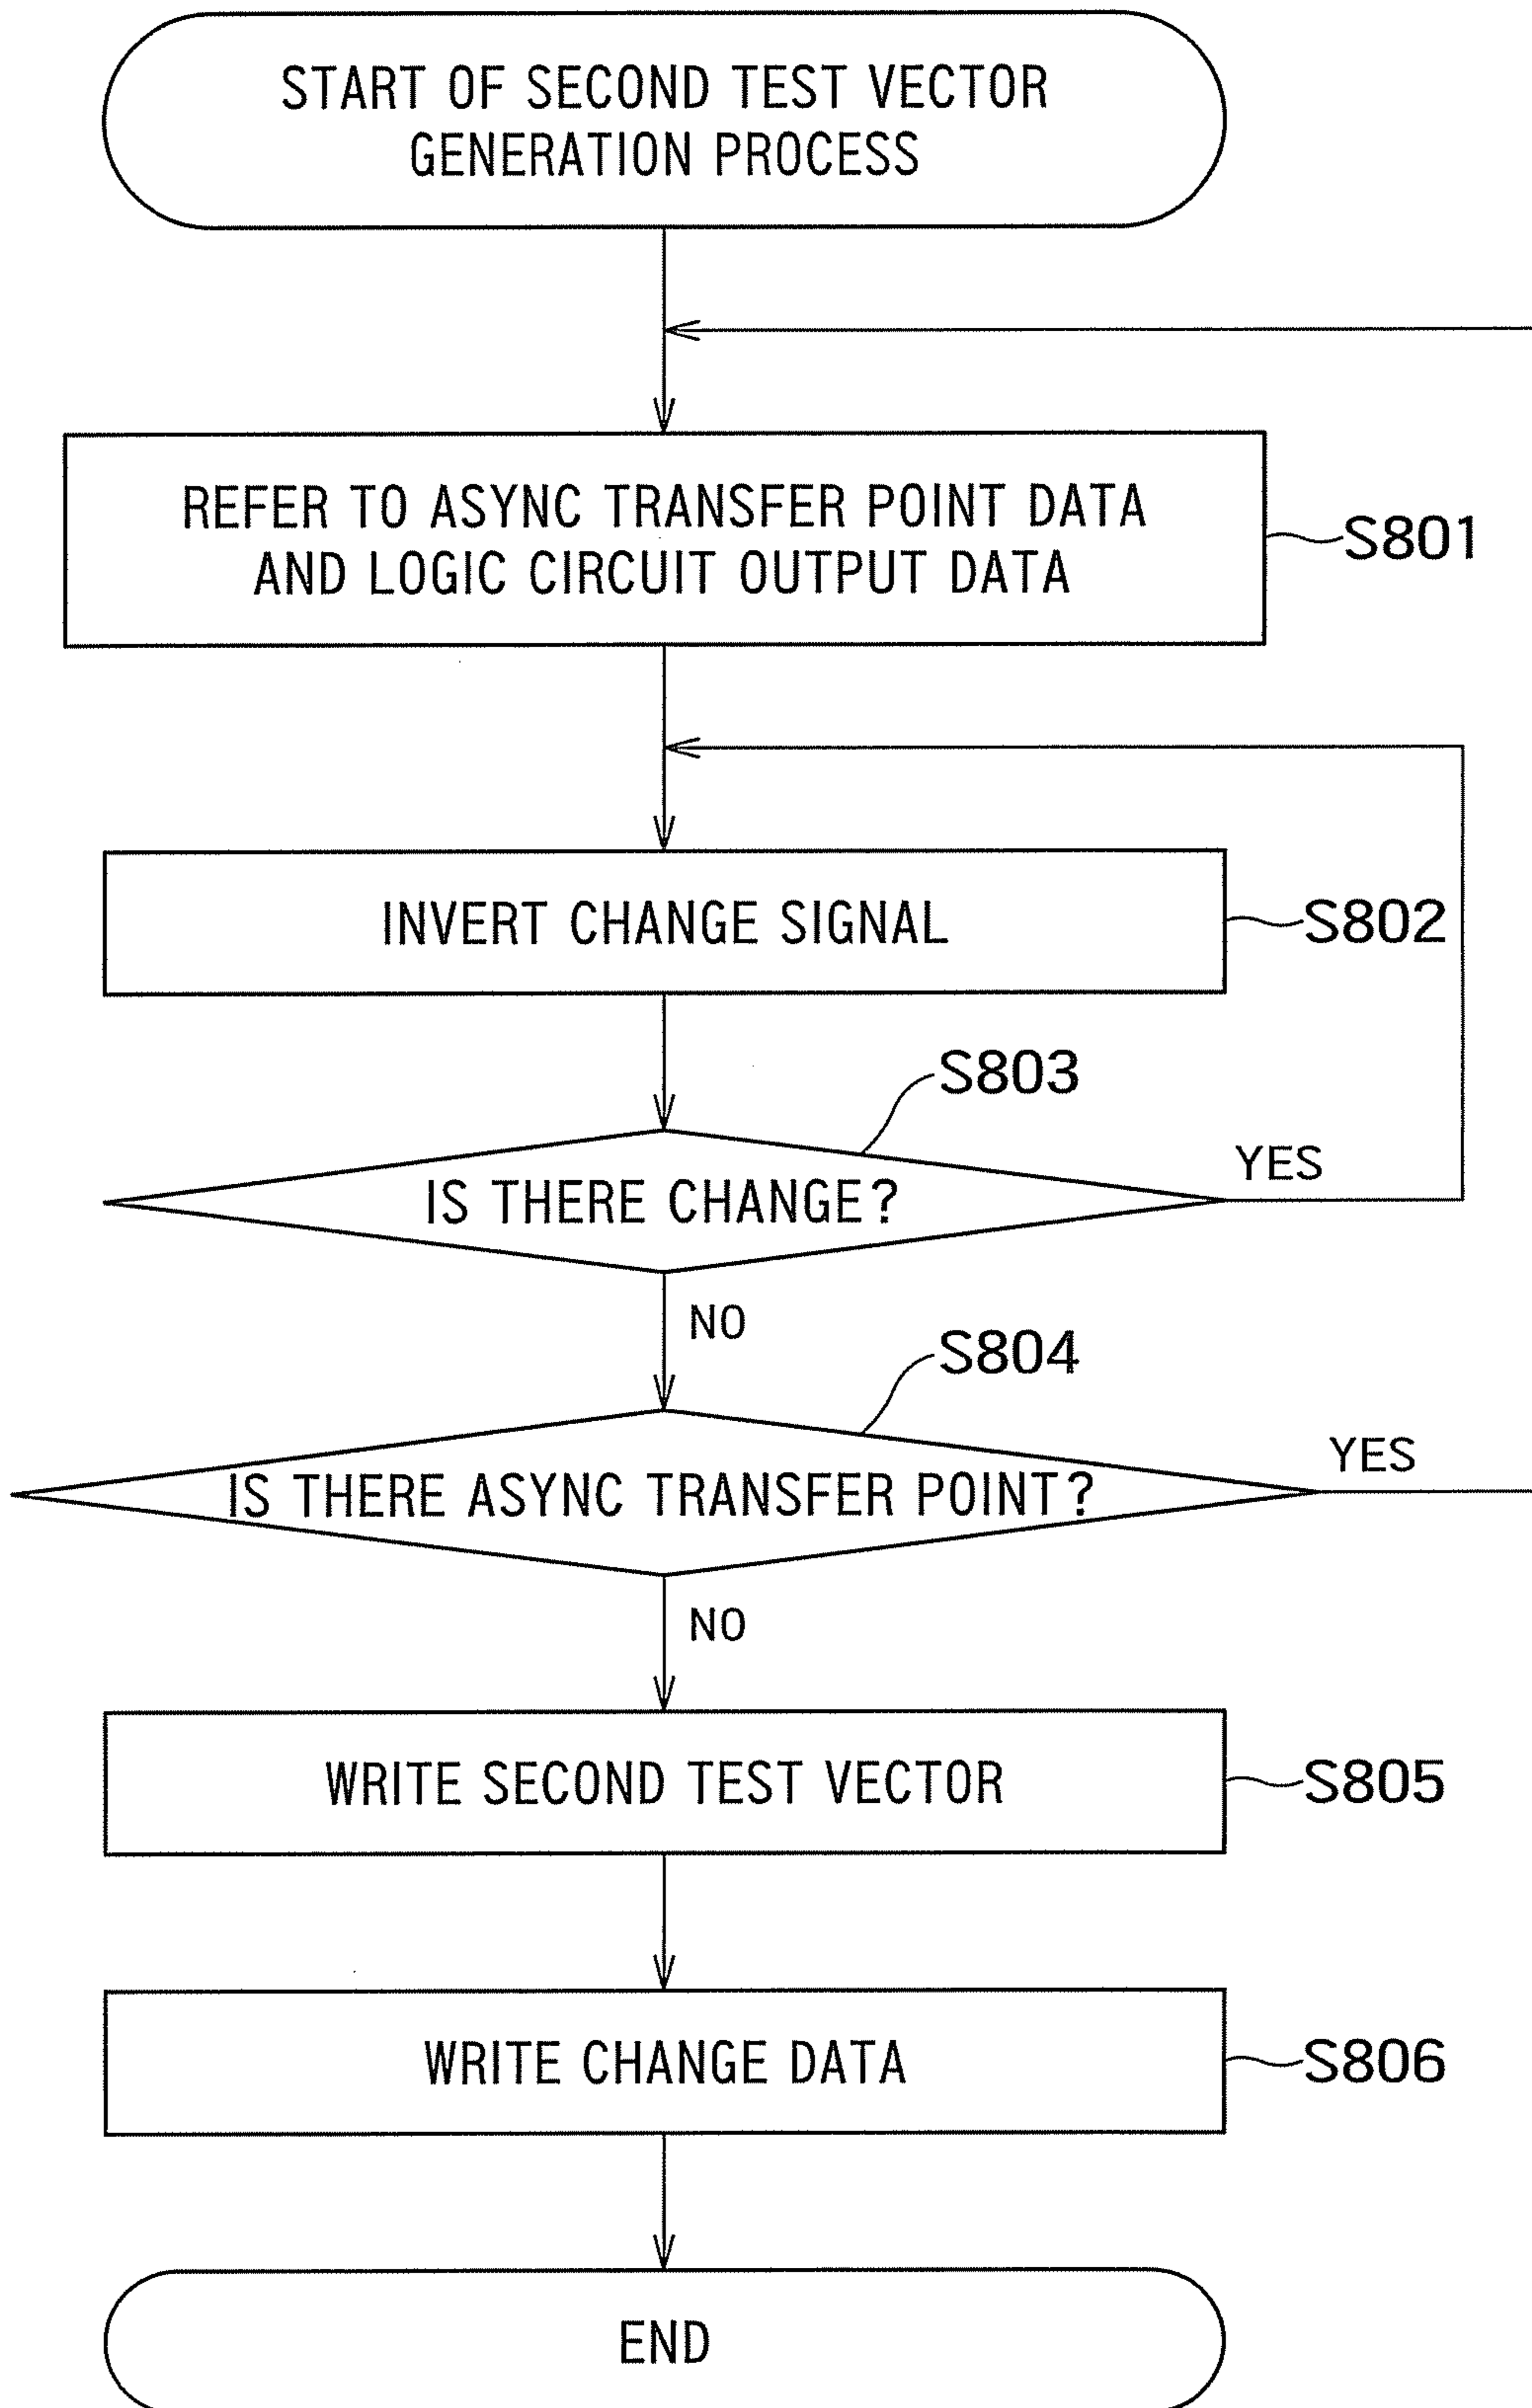 START OF SECOND TEST VECTOR
GENERATION PROCESS
REFER TO ASYNC TRANSFER POINT DATA
AND LOGIC CIRCUIT OUTPUT DATA
S801
INVERT CHANGE SIGNAL
S802
S803
IS THERE CHANGE?
YES
NO
S804
IS THERE ASYNC TRANSFER POINT?
YES
NO
WRITE SECOND TEST VECTOR
S805
WRITE CHANGE DATA
S806
END